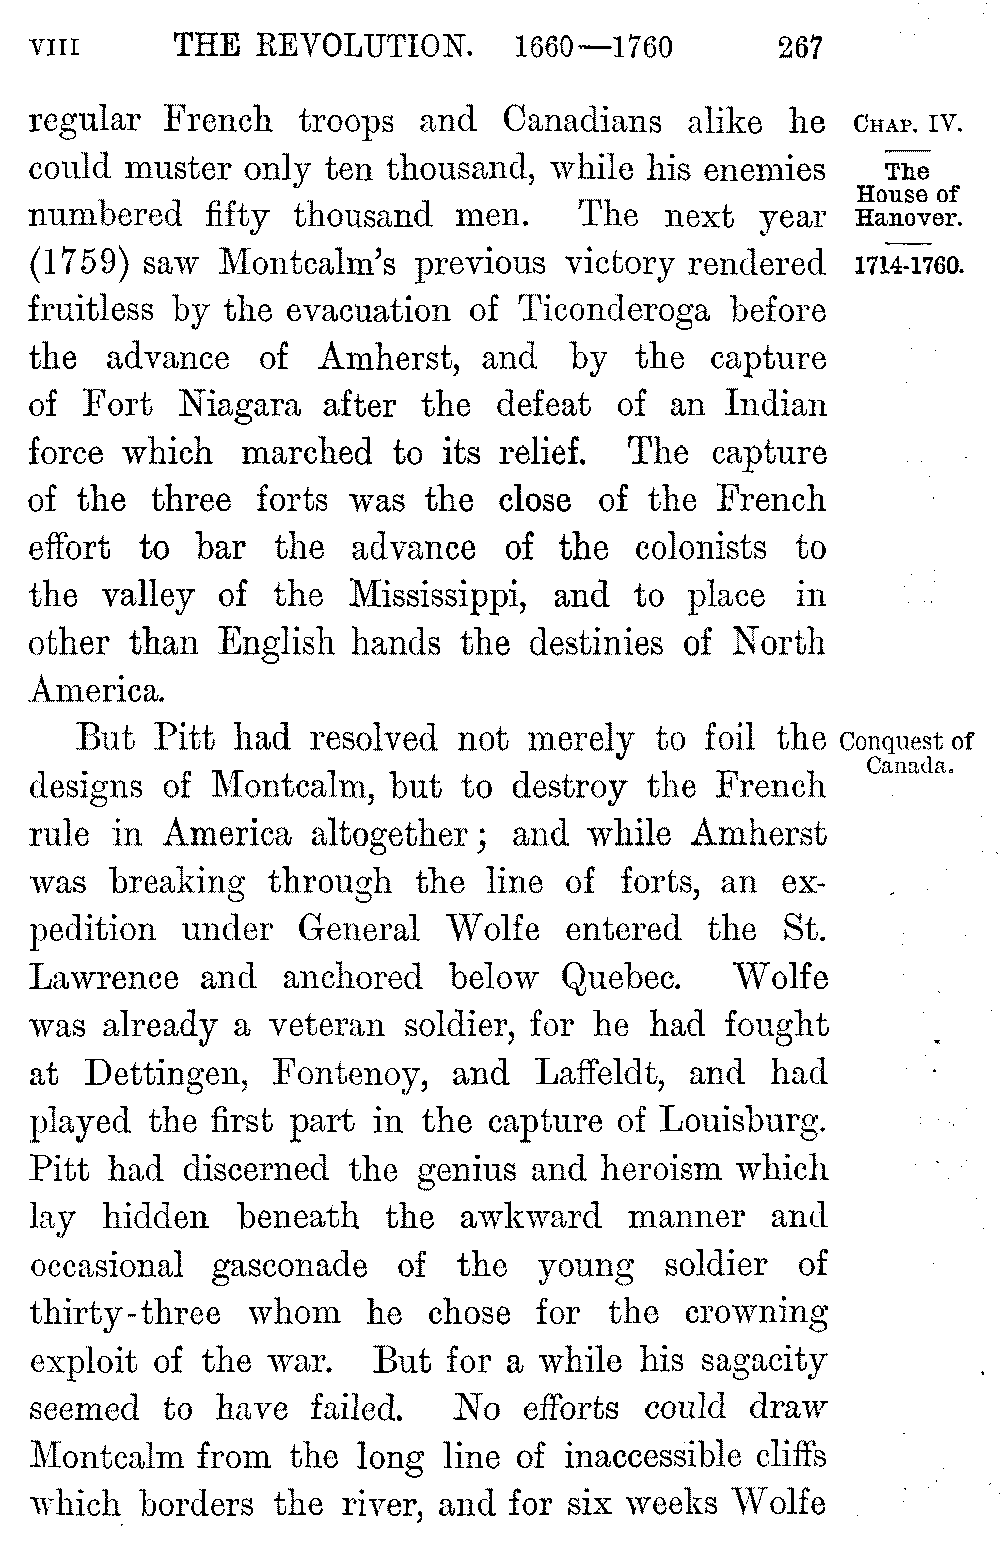 VIII THE REVOLUTION. 1660—1760 267
regular French troops and Canadians alike he
could muster only ten thousand, while his enemies
numbered fifty thousand men. The next year
(1759) saw Montcalm's previous victory rendered
fruitless by the evacuation of Ticonderoga before
the advance of Amherst, and by the capture
of Fort Niagara after the defeat of an Indian
force which marched to its relief. The capture
of the three forts was the close of the French
effort to bar the advance of the colonists to
the valley of the Mississippi, and to place in
other than English hands the destinies of North
America.
But Pitt had resolved not merely to foil the
designs of Montcalm, but to destroy the French
rule in America altogether; and while Amherst
was breaking through the line of forts, an ex-
pedition under General Wolfe entered the St.
Lawrence and anchored below Quebec. Wolfe
was already a veteran soldier, for he had fought
at Dettingen, Fontenoy, and Laffeldt, and had
played the first part in the capture of Louisburg.
Pitt had discerned the genius and heroism which
lay hidden beneath the awkward manner and
occasional gasconade of the young soldier of
thirty-three whom he chose for the crowning
exploit of the war. But for a while his sagacity
seemed to have failed. No efforts could draw
Montcalm from the long line of inaccessible cliffs
which borders the river, and for six weeks Wolfe
CHAP. IV.
The
House of
Hanover.
1714-1760.
Conquest of
Canada.